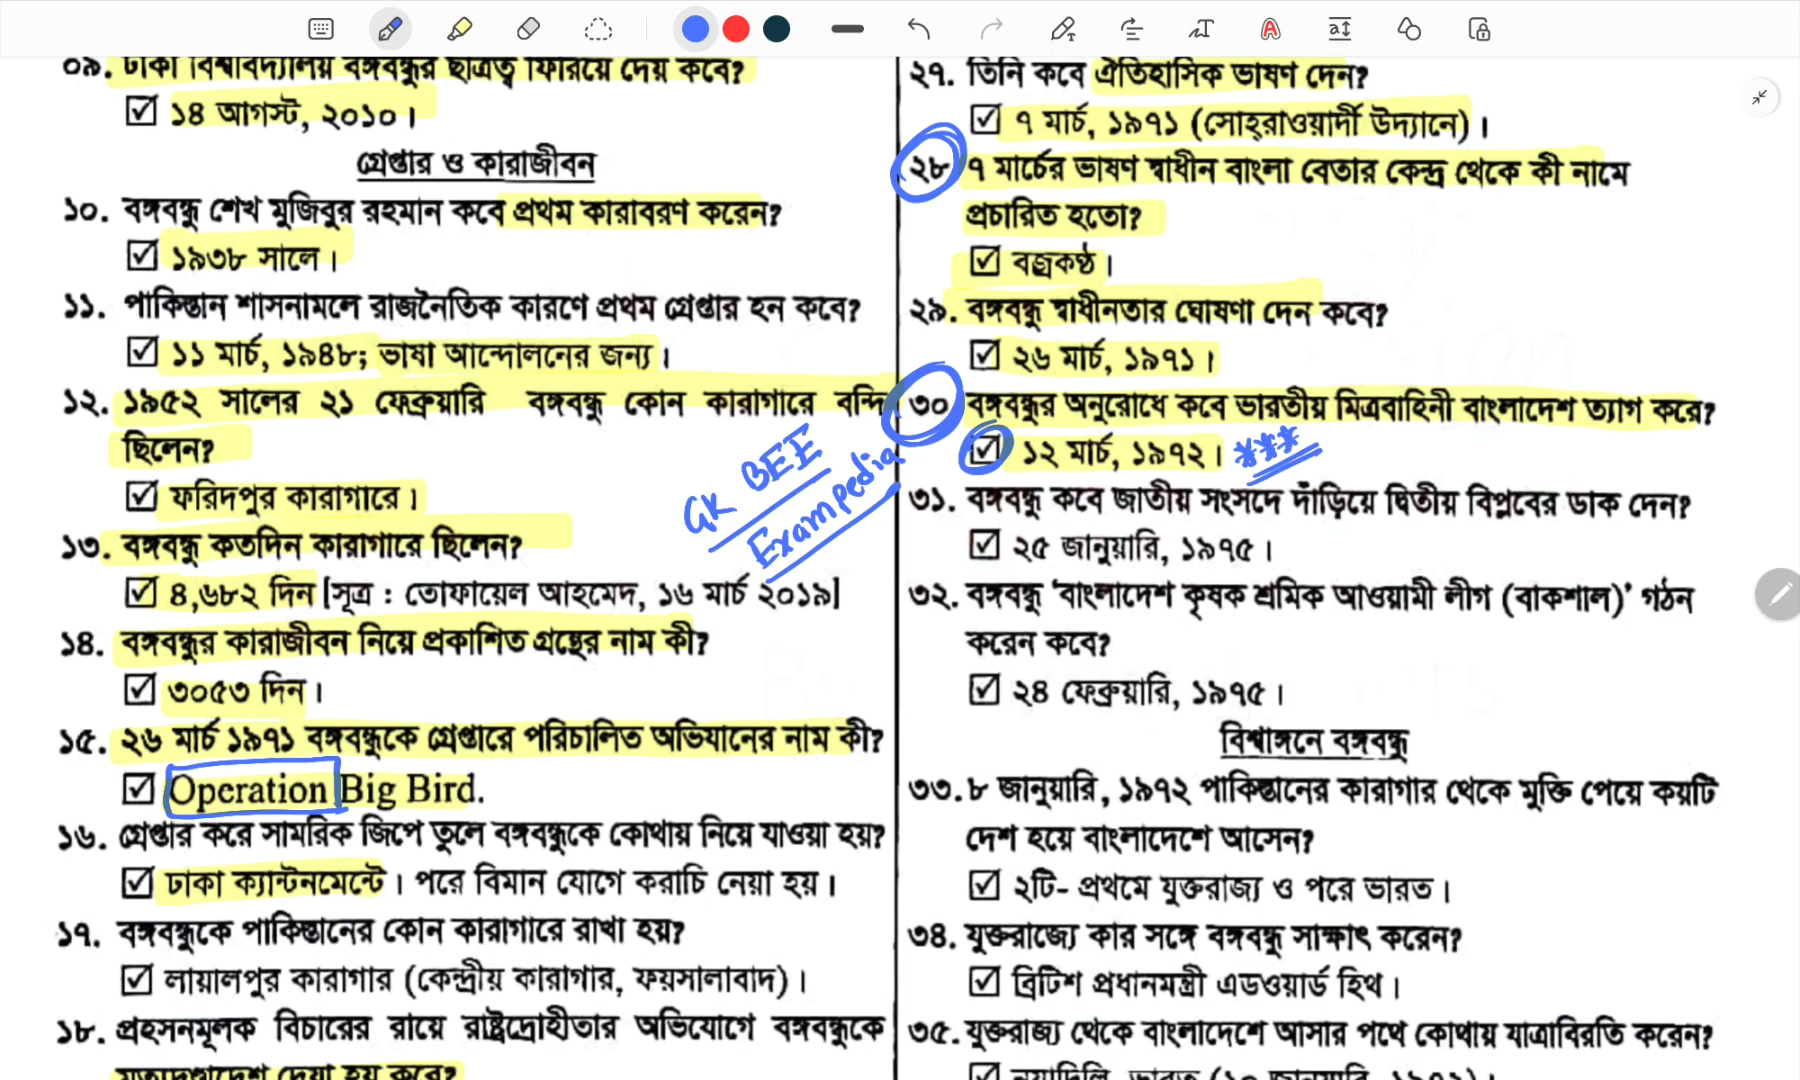 ০৯. ঢাকা বিশ্ববিদ্যালয় বঙ্গবন্ধুর ছাত্রত্ব ফিরিয়ে দেয় কবে?
☑ ১৪ আগস্ট, ২০১০।
গ্রেপ্তার ও কারাজীবন
১০. বঙ্গবন্ধু শেখ মুজিবুর রহমান কবে প্রথম কারাবরণ করেন?
☑ ১৯৩৮ সালে।
১১. পাকিস্তান শাসনামলে রাজনৈতিক কারণে প্রথম গ্রেপ্তার হন কবে?
☑ ১১ মার্চ, ১৯৪৮; ভাষা আন্দোলনের জন্য।
১২. ১৯৫২ সালের ২১ ফেব্রুয়ারি বঙ্গবন্ধু কোন কারাগারে বন্দি
ছিলেন?
☑ ফরিদপুর কারাগারে।
১৩. বঙ্গবন্ধু কতদিন কারাগারে ছিলেন?
☑ ৪,৬৮২ দিন [সূত্র : তোফায়েল আহমেদ, ১৬ মার্চ ২০১৯]
১৪. বঙ্গবন্ধুর কারাজীবন নিয়ে প্রকাশিত গ্রন্থের নাম কী?
☑ ৩০৫৩ দিন।
১৫. ২৬ মার্চ ১৯৭১ বঙ্গবন্ধুকে গ্রেপ্তারে পরিচালিত অভিযানের নাম কী?
☑ Operation Big Bird.
১৬. গ্রেপ্তার করে সামরিক জিপে তুলে বঙ্গবন্ধুকে কোথায় নিয়ে যাওয়া হয়?
☑ ঢাকা ক্যান্টনমেন্টে। পরে বিমান যোগে করাচি নেয়া হয়।
১৭. বঙ্গবন্ধুকে পাকিস্তানের কোন কারাগারে রাখা হয়?
☑ লায়ালপুর কারাগার (কেন্দ্রীয় কারাগার, ফয়সালাবাদ)।
১৮. প্রহসনমূলক বিচারের রায়ে রাষ্ট্রদ্রোহীতার অভিযোগে বঙ্গবন্ধুকে
মৃত্যুদণ্ডাদেশ দেয়া হয় কবে?
GK BEE
Exampedia
২৭. তিনি কবে ঐতিহাসিক ভাষণ দেন?
☑ ৭ মার্চ, ১৯৭১ (সোহ্‌রাওয়ার্দী উদ্যানে)।
২৮ ৭ মার্চের ভাষণ স্বাধীন বাংলা বেতার কেন্দ্র থেকে কী নামে
প্রচারিত হতো?
☑ বজ্রকণ্ঠ।
২৯. বঙ্গবন্ধু স্বাধীনতার ঘোষণা দেন কবে?
☑ ২৬ মার্চ, ১৯৭১।
৩০ বঙ্গবন্ধুর অনুরোধে কবে ভারতীয় মিত্রবাহিনী বাংলাদেশ ত্যাগ করে?
☑ ১২ মার্চ, ১৯৭২। ***
৩১. বঙ্গবন্ধু কবে জাতীয় সংসদে দাঁড়িয়ে দ্বিতীয় বিপ্লবের ডাক দেন?
☑ ২৫ জানুয়ারি, ১৯৭৫।
৩২. বঙ্গবন্ধু ‘বাংলাদেশ কৃষক শ্রমিক আওয়ামী লীগ (বাকশাল)’ গঠন
করেন কবে?
☑ ২৪ ফেব্রুয়ারি, ১৯৭৫।
বিশ্বাঙ্গনে বঙ্গবন্ধু
৩৩. ৮ জানুয়ারি, ১৯৭২ পাকিস্তানের কারাগার থেকে মুক্তি পেয়ে কয়টি
দেশ হয়ে বাংলাদেশে আসেন?
☑ ২টি- প্রথমে যুক্তরাজ্য ও পরে ভারত।
৩৪. যুক্তরাজ্যে কার সঙ্গে বঙ্গবন্ধু সাক্ষাৎ করেন?
☑ ব্রিটিশ প্রধানমন্ত্রী এডওয়ার্ড হিথ।
৩৫. যুক্তরাজ্য থেকে বাংলাদেশে আসার পথে কোথায় যাত্রাবিরতি করেন?
☑ নয়াদিল্লি, ভারত (১০ জানুয়ারি, ১৯৭২)।